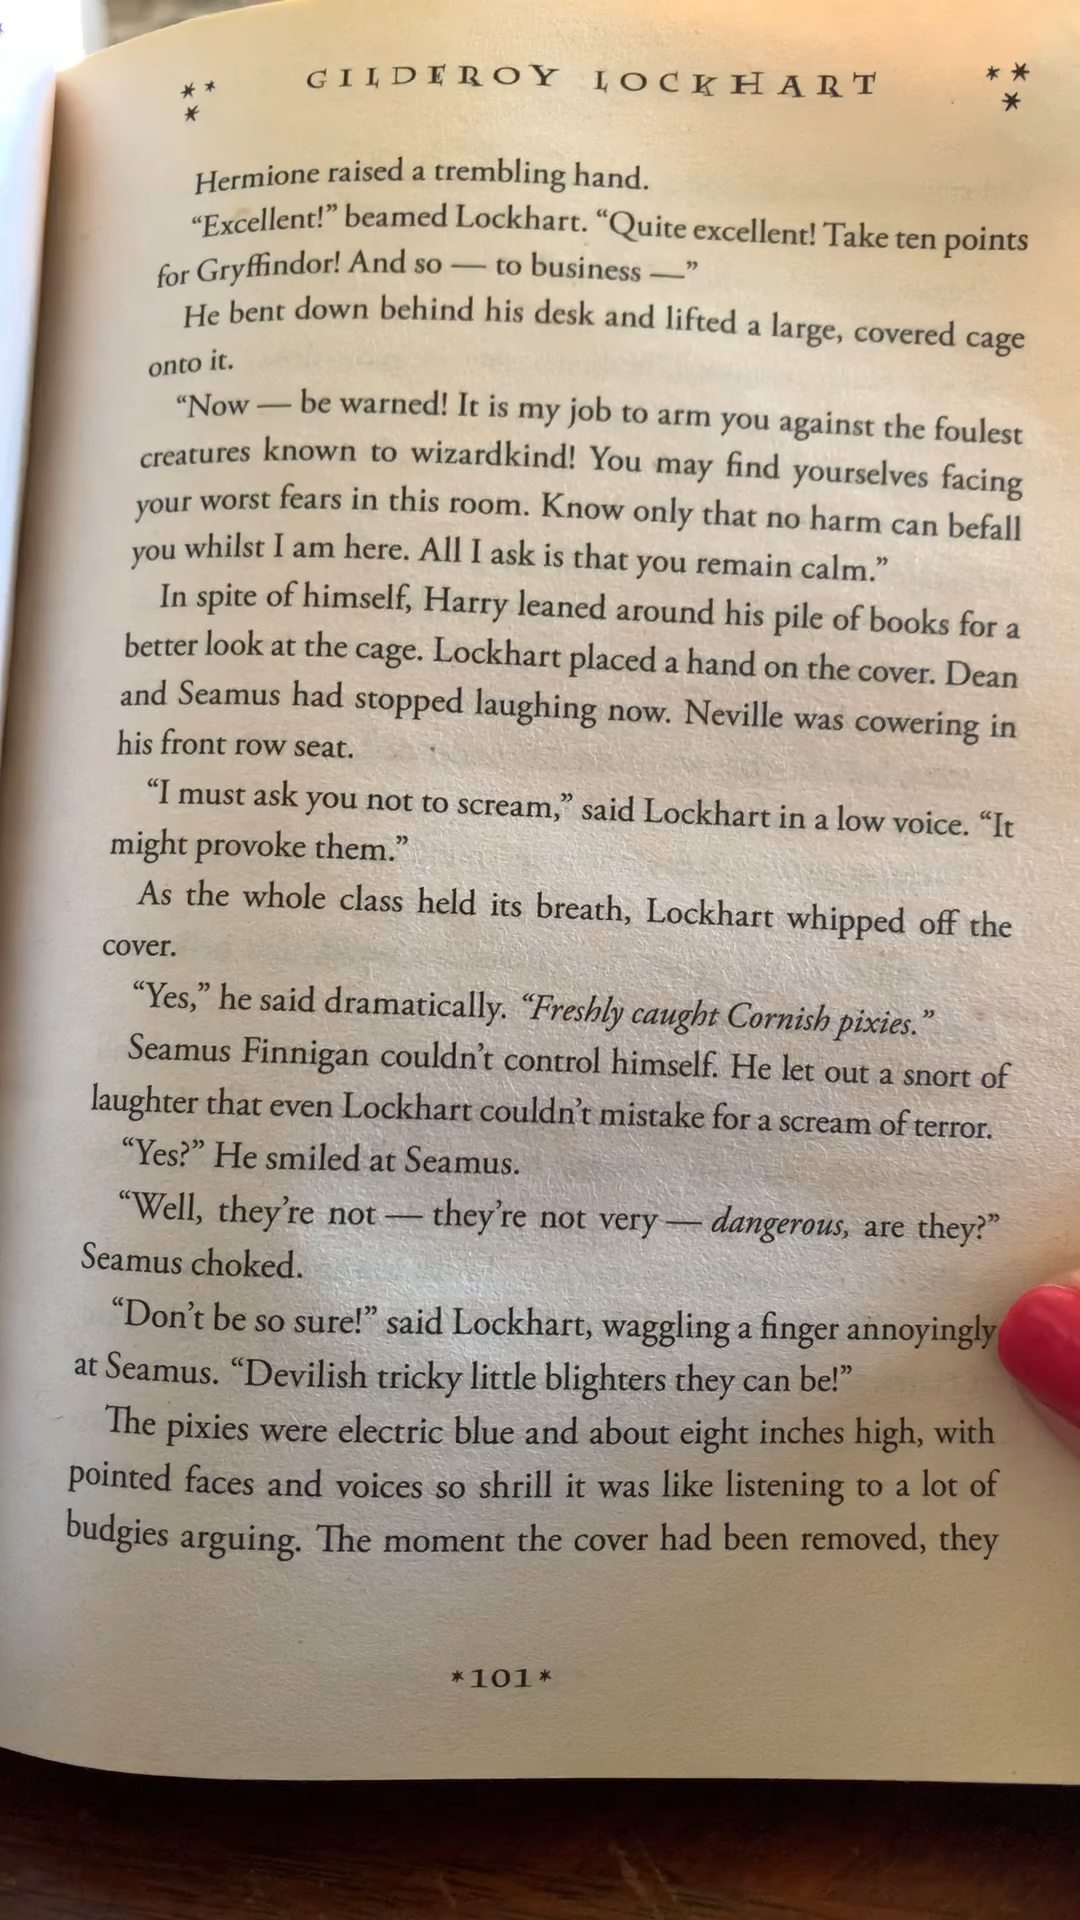 GILDEROY LOCKHART
Hermione raised a trembling hand.
“Excellent!” beamed Lockhart. “Quite excellent! Take ten points
for Gryffindor! And so — to business —”
He bent down behind his desk and lifted a large, covered cage
onto it.
“Now — be warned! It is my job to arm you against the foulest
creatures known to wizardkind! You may find yourselves facing
your worst fears in this room. Know only that no harm can befall
you whilst I am here. All I ask is that you remain calm.”
In spite of himself, Harry leaned around his pile of books for a
better look at the cage. Lockhart placed a hand on the cover. Dean
and Seamus had stopped laughing now. Neville was cowering in
his front row seat.
“I must ask you not to scream,” said Lockhart in a low voice. “It
might provoke them.”
As the whole class held its breath, Lockhart whipped off the
cover.
“Yes,” he said dramatically. “Freshly caught Cornish pixies.”
Seamus Finnigan couldn’t control himself. He let out a snort of
laughter that even Lockhart couldn’t mistake for a scream of terror.
“Yes?” He smiled at Seamus.
“Well, they’re not — they’re not very — dangerous, are they?”
Seamus choked.
“Don’t be so sure!” said Lockhart, waggling a finger annoyingly
at Seamus. “Devilish tricky little blighters they can be!”
The pixies were electric blue and about eight inches high, with
pointed faces and voices so shrill it was like listening to a lot of
budgies arguing. The moment the cover had been removed, they
*101*